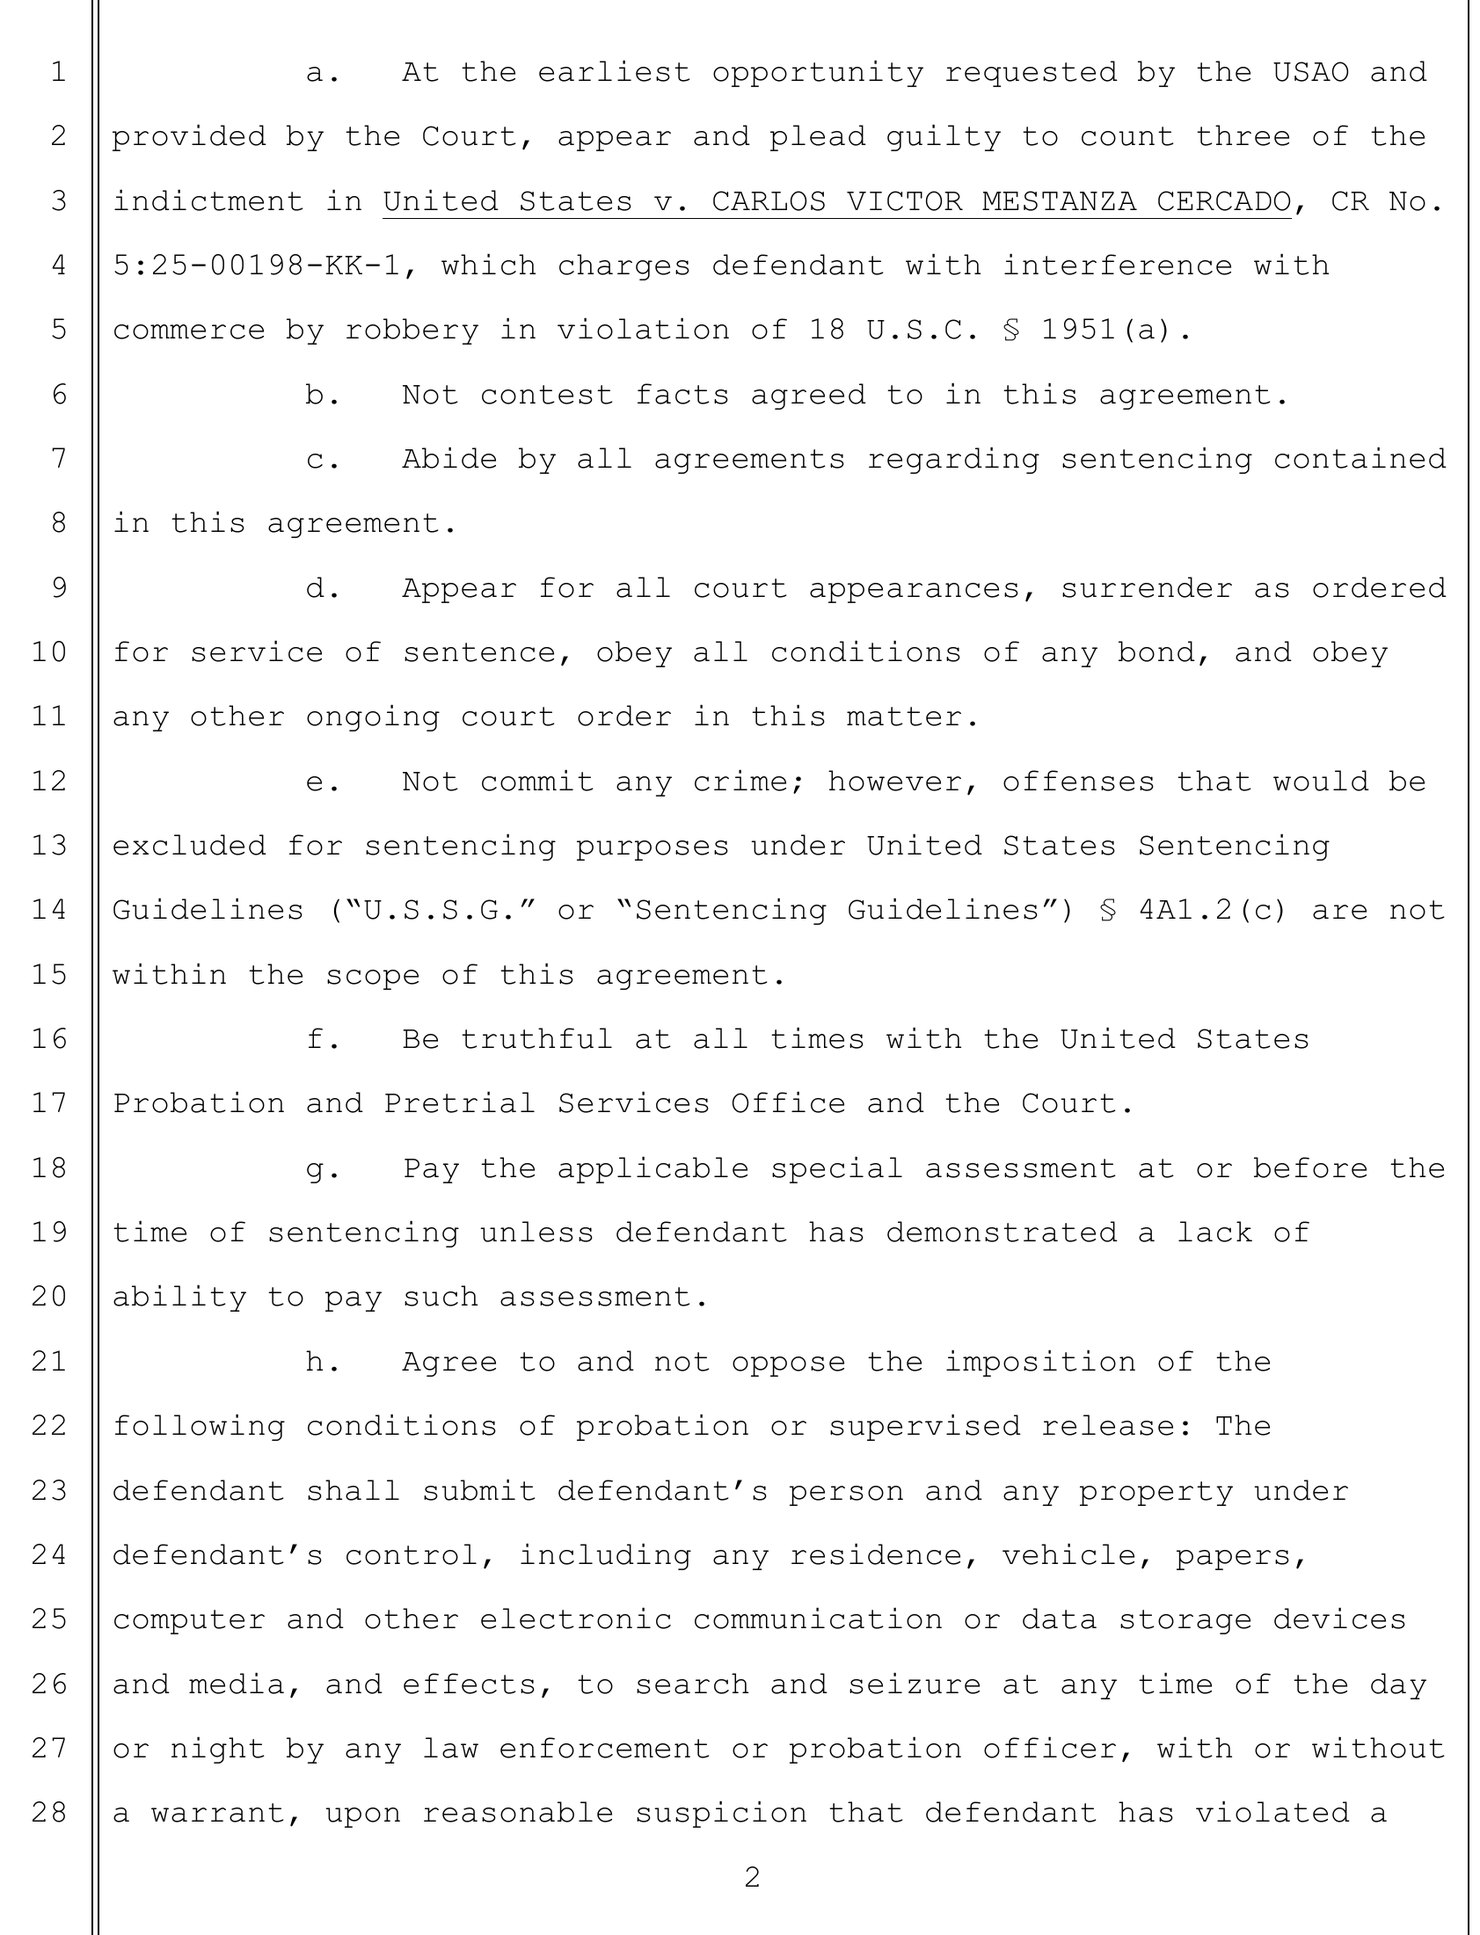 1 a. At the earliest opportunity requested by the USAO and
2 provided by the Court, appear and plead guilty to count three of the
3 indictment in United States v. CARLOS VICTOR MESTANZA CERCADO, CR No.
4 5:25-00198-KK-1, which charges defendant with interference with
5 commerce by robbery in violation of 18 U.S.C. § 1951(a).
6 b. Not contest facts agreed to in this agreement.
7 c. Abide by all agreements regarding sentencing contained
8 in this agreement.
9 d. Appear for all court appearances, surrender as ordered
10 for service of sentence, obey all conditions of any bond, and obey
11 any other ongoing court order in this matter.
12 e. Not commit any crime; however, offenses that would be
13 excluded for sentencing purposes under United States Sentencing
14 Guidelines (“U.S.S.G.” or “Sentencing Guidelines”) § 4A1.2(c) are not
15 within the scope of this agreement.
16 f. Be truthful at all times with the United States
17 Probation and Pretrial Services Office and the Court.
18 g. Pay the applicable special assessment at or before the
19 time of sentencing unless defendant has demonstrated a lack of
20 ability to pay such assessment.
21 h. Agree to and not oppose the imposition of the
22 following conditions of probation or supervised release: The
23 defendant shall submit defendant’s person and any property under
24 defendant’s control, including any residence, vehicle, papers,
25 computer and other electronic communication or data storage devices
26 and media, and effects, to search and seizure at any time of the day
27 or night by any law enforcement or probation officer, with or without
28 a warrant, upon reasonable suspicion that defendant has violated a
2